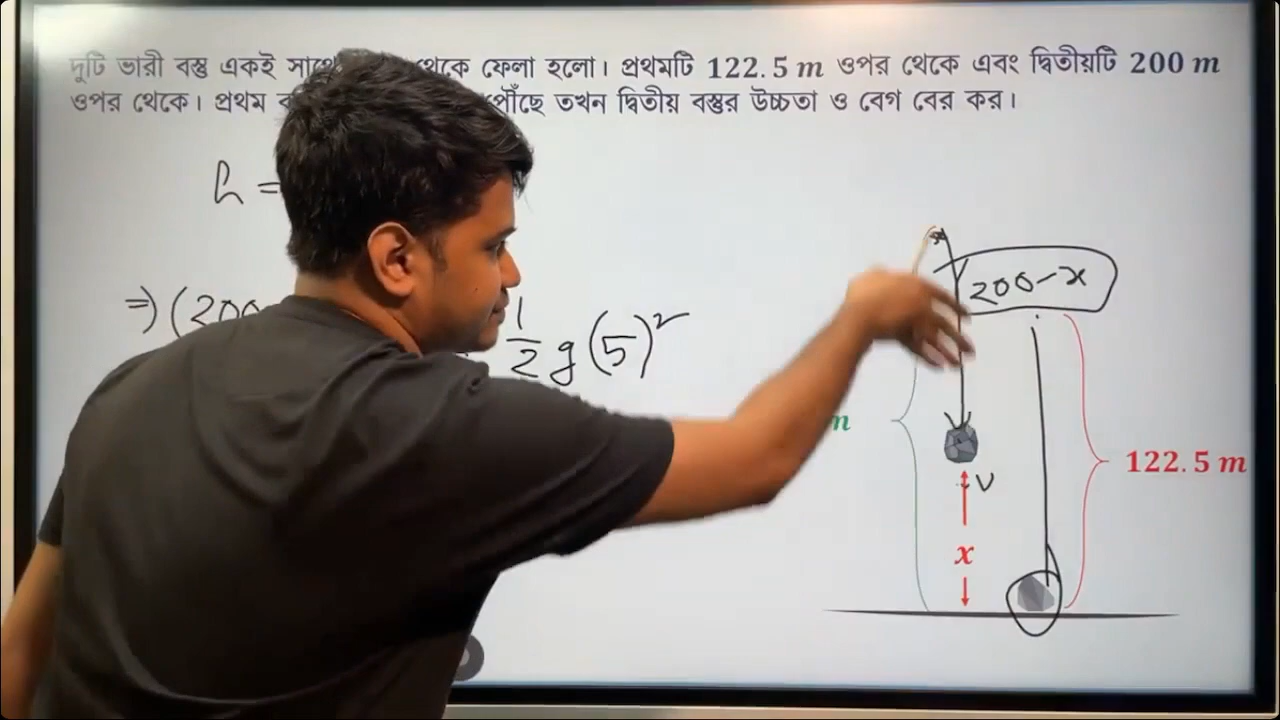 দুটি ভারী বস্তু একই সাথে থেকে ফেলা হলো। প্রথমটি 122.5 m ওপর থেকে এবং দ্বিতীয়টি 200 m
ওপর থেকে। প্রথম পৌঁছে তখন দ্বিতীয় বস্তুর উচ্চতা ও বেগ বের কর।
h =
200-x
⇒) (200 1/2 g(5)²
m
122.5 m
v
x